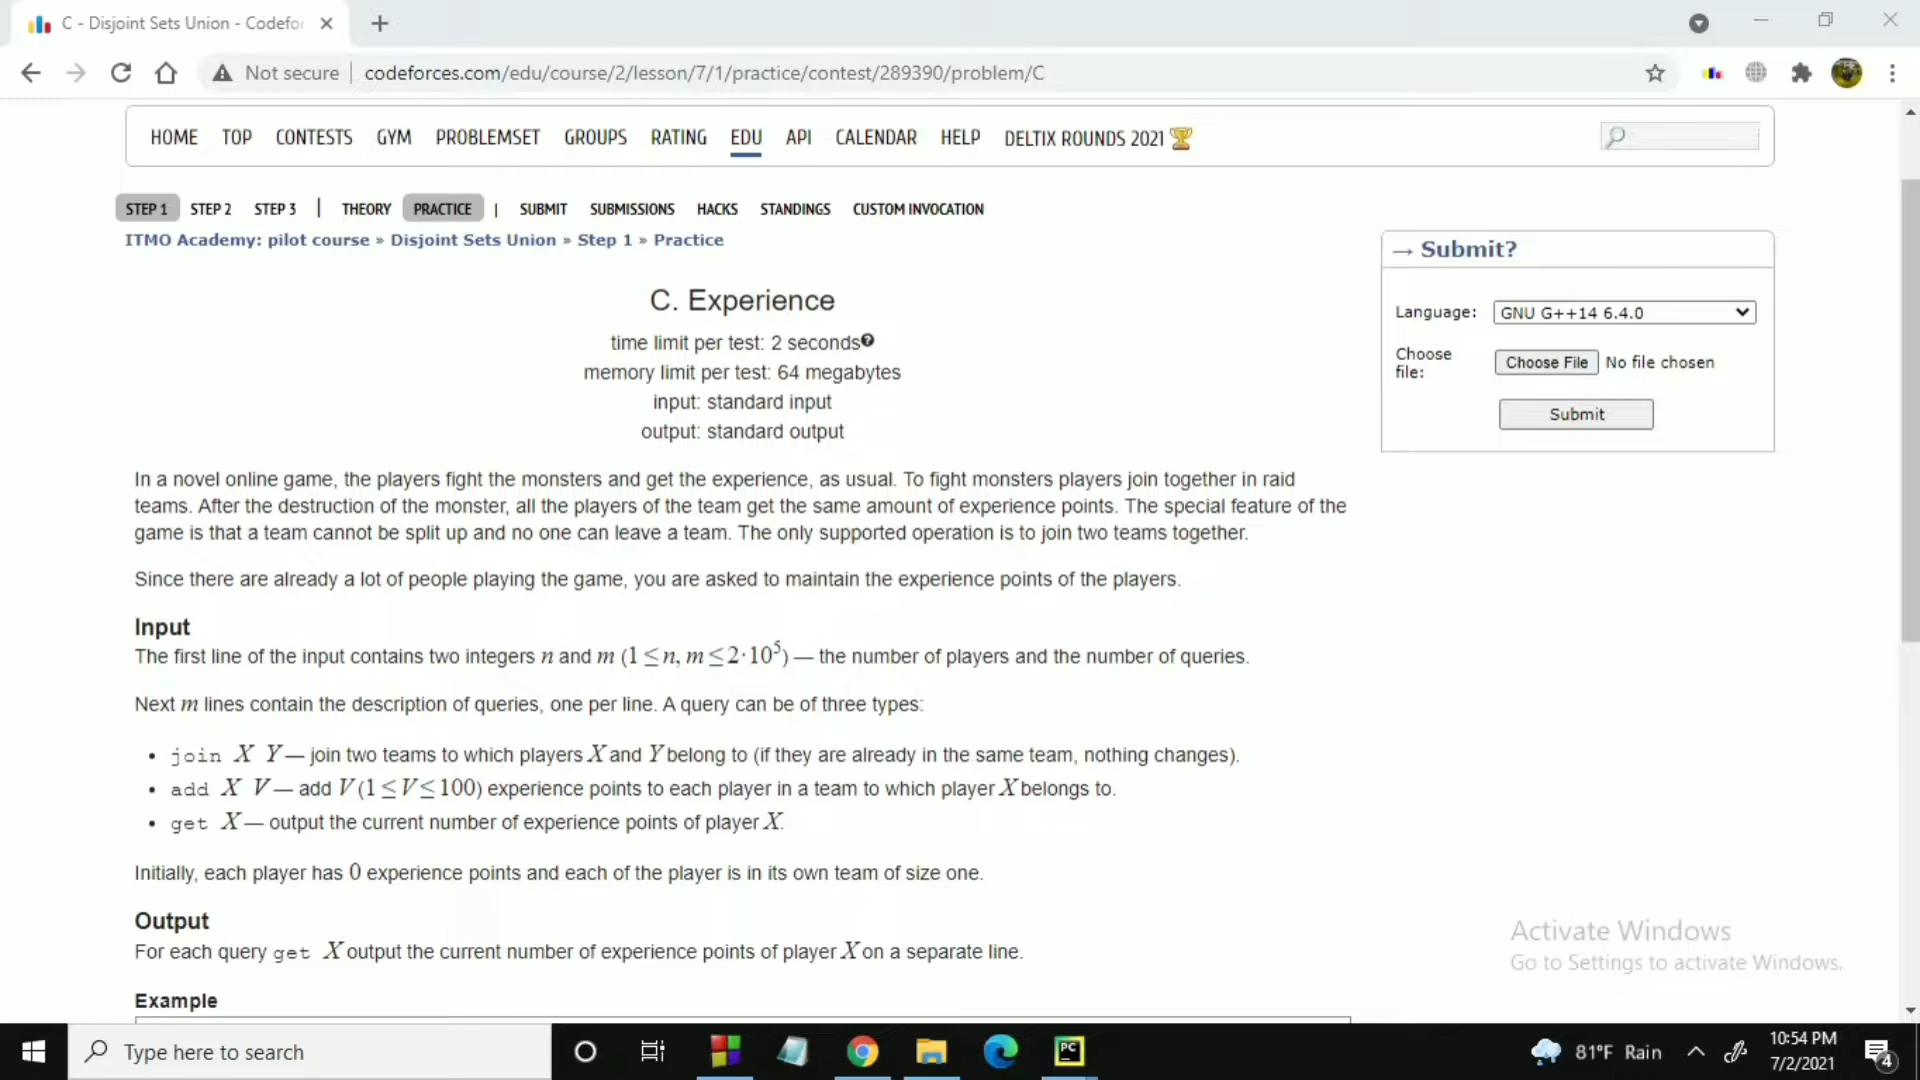 C - Disjoint Sets Union - Codefor
Not secure | codeforces.com/edu/course/2/lesson/7/1/practice/contest/289390/problem/C
HOME TOP CONTESTS GYM PROBLEMSET GROUPS RATING EDU API CALENDAR HELP DELTIX ROUNDS 2021
STEP 1 STEP 2 STEP 3 | THEORY PRACTICE | SUBMIT SUBMISSIONS HACKS STANDINGS CUSTOM INVOCATION
ITMO Academy: pilot course » Disjoint Sets Union » Step 1 » Practice
→ Submit?
Language: GNU G++14 6.4.0
Choose file: Choose File No file chosen
Submit
C. Experience
time limit per test: 2 seconds
memory limit per test: 64 megabytes
input: standard input
output: standard output
In a novel online game, the players fight the monsters and get the experience, as usual. To fight monsters players join together in raid
teams. After the destruction of the monster, all the players of the team get the same amount of experience points. The special feature of the
game is that a team cannot be split up and no one can leave a team. The only supported operation is to join two teams together.
Since there are already a lot of people playing the game, you are asked to maintain the experience points of the players.
Input
The first line of the input contains two integers n and m (1≤n, m≤2·10⁵) — the number of players and the number of queries.
Next m lines contain the description of queries, one per line. A query can be of three types:
• join X Y — join two teams to which players X and Y belong to (if they are already in the same team, nothing changes).
• add X V — add V (1≤V≤100) experience points to each player in a team to which player X belongs to.
• get X — output the current number of experience points of player X.
Initially, each player has 0 experience points and each of the player is in its own team of size one.
Output
For each query get X output the current number of experience points of player X on a separate line.
Example
Activate Windows
Go to Settings to activate Windows.
Type here to search
PC
81°F Rain
10:54 PM
7/2/2021
4